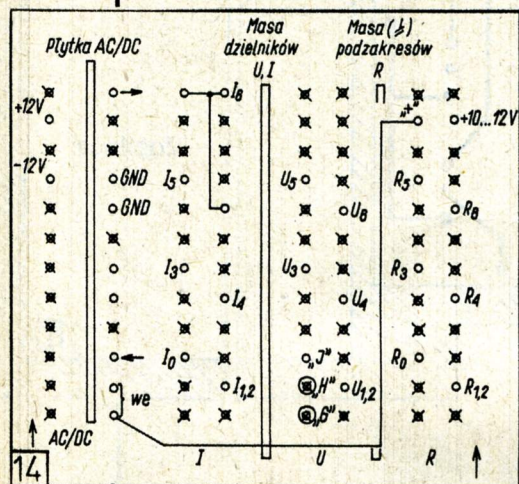 Płytka AC/DC
Masa
dzielników
U, I
Masa (⏚)
podzakresów
R
I6
„+”
+12V
+10...12V
-12V
GND
I5
U5
R5
GND
U8
R8
I3
U3
R3
I4
U4
R4
I0
„J”
R0
we
I1,2
„H”
U1,2
R1,2
„G”
AC/DC
I
U
R
14